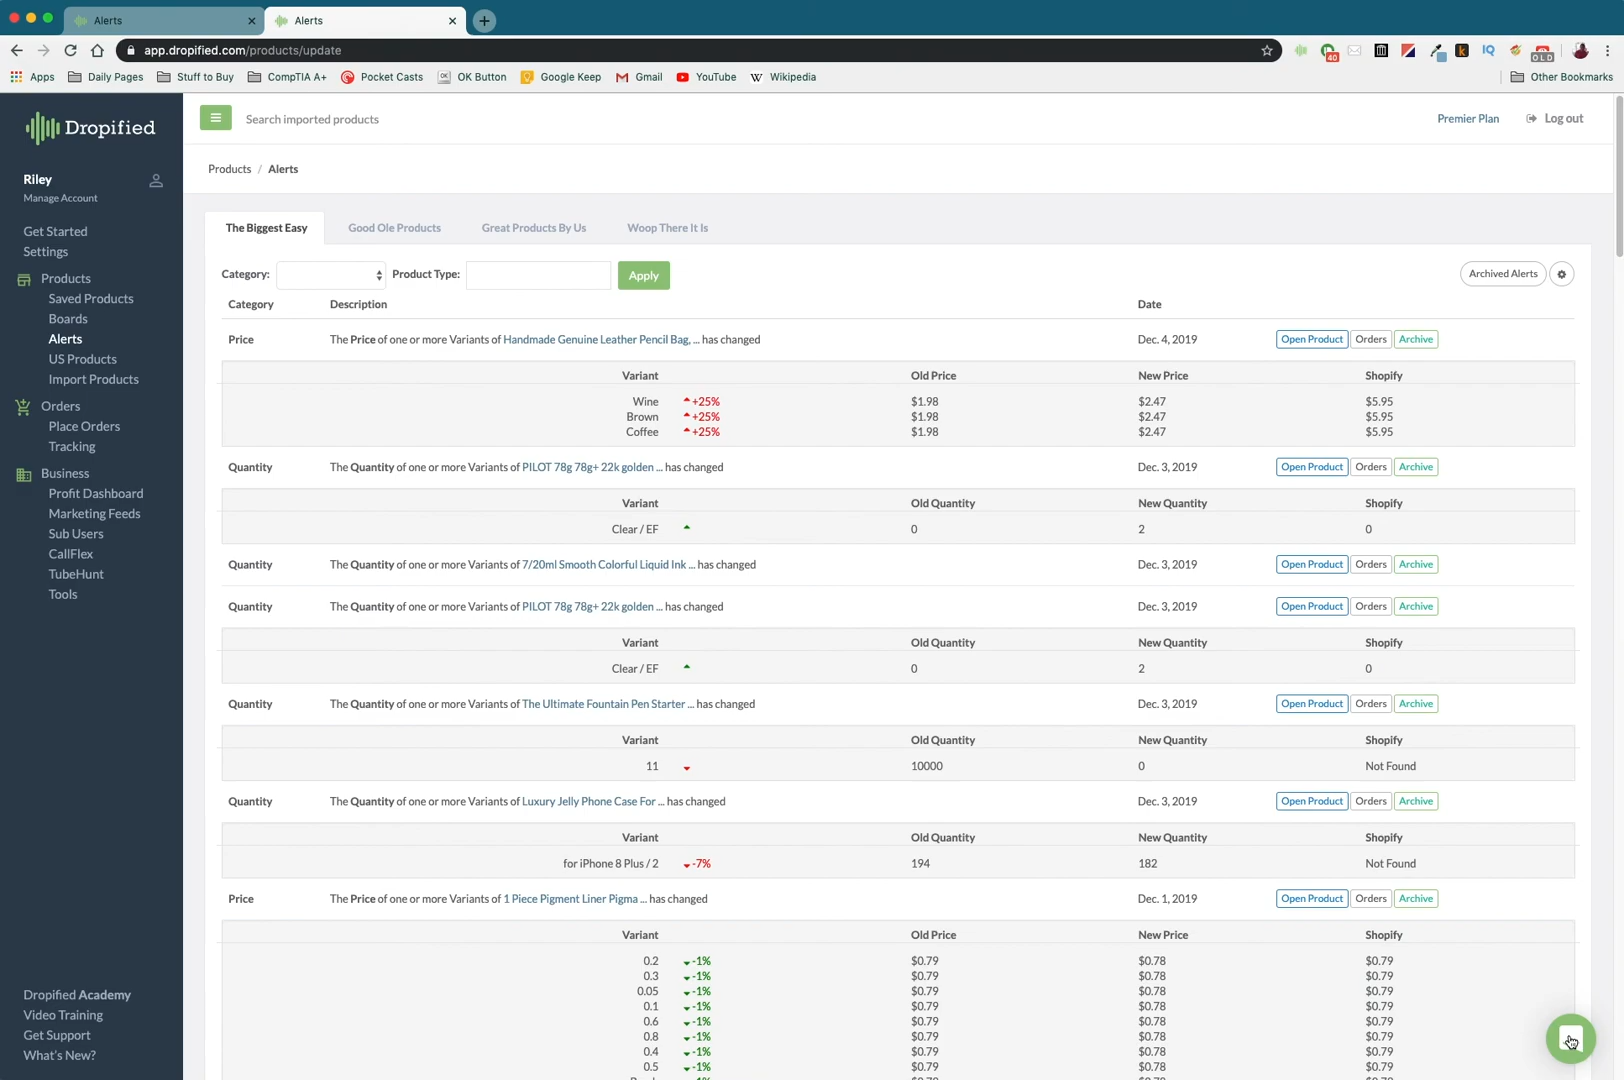 Alerts
Alerts
app.dropified.com/products/update
40
IQ
OLD
Apps
Daily Pages
Stuff to Buy
CompTIA A+
Pocket Casts
OK Button
Google Keep
Gmail
YouTube
Wikipedia
Other Bookmarks
Dropified
Search imported products
Premier Plan
Log out
Riley
Manage Account
Get Started
Settings
Products
Saved Products
Boards
Alerts
US Products
Import Products
Orders
Place Orders
Tracking
Business
Profit Dashboard
Marketing Feeds
Sub Users
CallFlex
TubeHunt
Tools
Dropified Academy
Video Training
Get Support
What's New?
Products / Alerts
The Biggest Easy Good Ole Products Great Products By Us Woop There It Is
Category: Product Type: Apply Archived Alerts
Category Description Date
Price The Price of one or more Variants of Handmade Genuine Leather Pencil Bag, ... has changed Dec. 4, 2019 Open Product Orders Archive
Variant Old Price New Price Shopify
Wine +25% $1.98 $2.47 $5.95
Brown +25% $1.98 $2.47 $5.95
Coffee +25% $1.98 $2.47 $5.95
Quantity The Quantity of one or more Variants of PILOT 78g 78g+ 22k golden ... has changed Dec. 3, 2019 Open Product Orders Archive
Variant Old Quantity New Quantity Shopify
Clear / EF 0 2 0
Quantity The Quantity of one or more Variants of 7/20ml Smooth Colorful Liquid Ink ... has changed Dec. 3, 2019 Open Product Orders Archive
Quantity The Quantity of one or more Variants of PILOT 78g 78g+ 22k golden ... has changed Dec. 3, 2019 Open Product Orders Archive
Variant Old Quantity New Quantity Shopify
Clear / EF 0 2 0
Quantity The Quantity of one or more Variants of The Ultimate Fountain Pen Starter ... has changed Dec. 3, 2019 Open Product Orders Archive
Variant Old Quantity New Quantity Shopify
11 10000 0 Not Found
Quantity The Quantity of one or more Variants of Luxury Jelly Phone Case For ... has changed Dec. 3, 2019 Open Product Orders Archive
Variant Old Quantity New Quantity Shopify
for iPhone 8 Plus / 2 -7% 194 182 Not Found
Price The Price of one or more Variants of 1 Piece Pigment Liner Pigma ... has changed Dec. 1, 2019 Open Product Orders Archive
Variant Old Price New Price Shopify
0.2 -1% $0.79 $0.78 $0.79
0.3 -1% $0.79 $0.78 $0.79
0.05 -1% $0.79 $0.78 $0.79
0.1 -1% $0.79 $0.78 $0.79
0.6 -1% $0.79 $0.78 $0.79
0.8 -1% $0.79 $0.78 $0.79
0.4 -1% $0.79 $0.78 $0.79
0.5 -1% $0.79 $0.78 $0.79